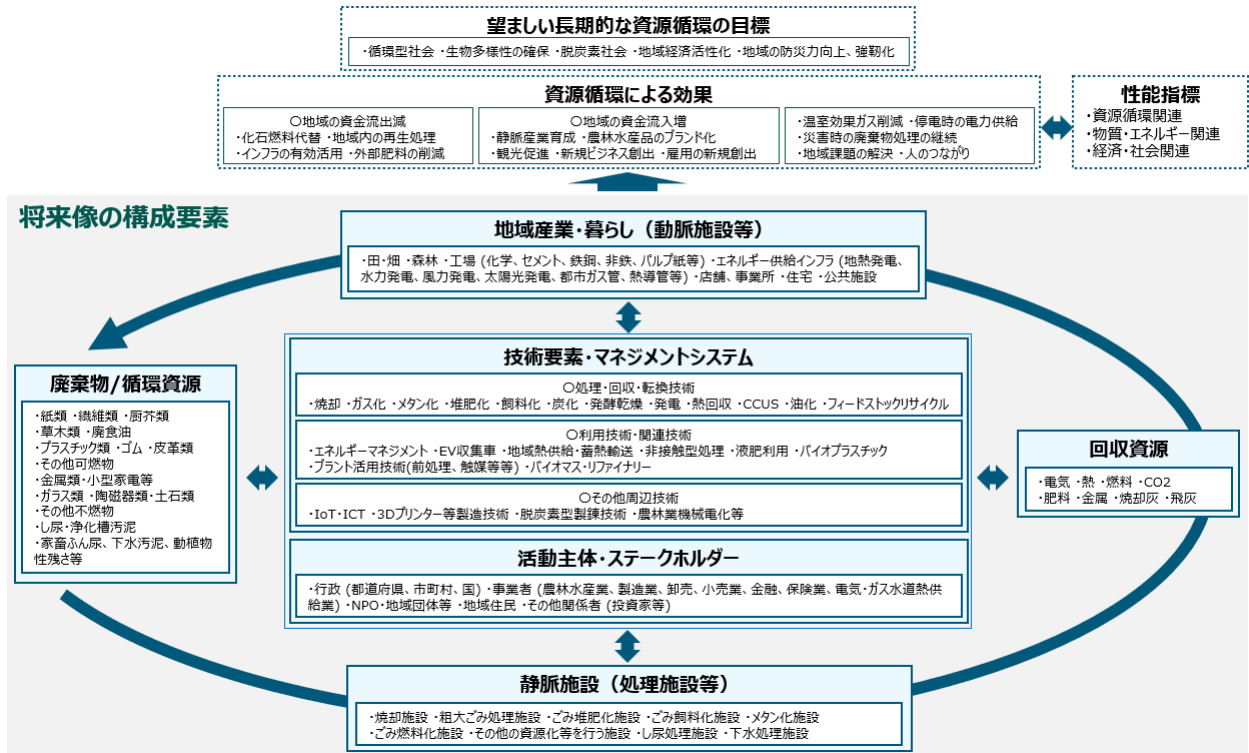 望ましい長期的な資源循環の目標
・循環型社会 ・生物多様性の確保 ・脱炭素社会 ・地域経済活性化 ・地域の防災力向上、強靭化
資源循環による効果
〇地域の資金流出減
・化石燃料代替 ・地域内の再生処理
・インフラの有効活用 ・外部肥料の削減
〇地域の資金流入増
・静脈産業育成 ・農林水産品のブランド化
・観光促進 ・新規ビジネス創出 ・雇用の新規創出
・温室効果ガス削減 ・停電時の電力供給
・災害時の廃棄物処理の継続
・地域課題の解決 ・人のつながり
性能指標
・資源循環関連
・物質・エネルギー関連
・経済・社会関連
将来像の構成要素
地域産業・暮らし（動脈施設等）
・田・畑 ・森林 ・工場 (化学、セメント、鉄鋼、非鉄、パルプ紙等) ・エネルギー供給インフラ (地熱発電、
水力発電、風力発電、太陽光発電、都市ガス管、熱導管等) ・店舗、事業所 ・住宅 ・公共施設
廃棄物/循環資源
・紙類 ・繊維類 ・厨芥類
・草木類 ・廃食油
・プラスチック類 ・ゴム ・皮革類
・その他可燃物
・金属類・小型家電等
・ガラス類 ・陶磁器類・土石類
・その他不燃物
・し尿・浄化槽汚泥
・家畜ふん尿、下水汚泥、動植物
性残さ等
技術要素・マネジメントシステム
〇処理・回収・転換技術
・焼却 ・ガス化 ・メタン化 ・堆肥化 ・飼料化 ・炭化 ・発酵乾燥 ・発電 ・熱回収 ・CCUS ・油化 ・フィードストックリサイクル
〇利用技術・関連技術
・エネルギーマネジメント ・EV収集車 ・地域熱供給・蓄熱輸送 ・非接触型処理 ・液肥利用 ・バイオプラスチック
・プラント活用技術(前処理、触媒等等) ・バイオマス・リファイナリー
〇その他周辺技術
・IoT・ICT ・3Dプリンター等製造技術 ・脱炭素型製錬技術 ・農林業機械電化等
活動主体・ステークホルダー
・行政 (都道府県、市町村、国) ・事業者 (農林水産業、製造業、卸売、小売業、金融、保険業、電気・ガス水道熱供
給業) ・NPO・地域団体等 ・地域住民 ・その他関係者 (投資家等)
回収資源
・電気 ・熱 ・燃料 ・CO2
・肥料 ・金属 ・焼却灰 ・飛灰
静脈施設（処理施設等）
・焼却施設 ・粗大ごみ処理施設 ・ごみ堆肥化施設 ・ごみ飼料化施設 ・メタン化施設
・ごみ燃料化施設 ・その他の資源化等を行う施設 ・し尿処理施設 ・下水処理施設